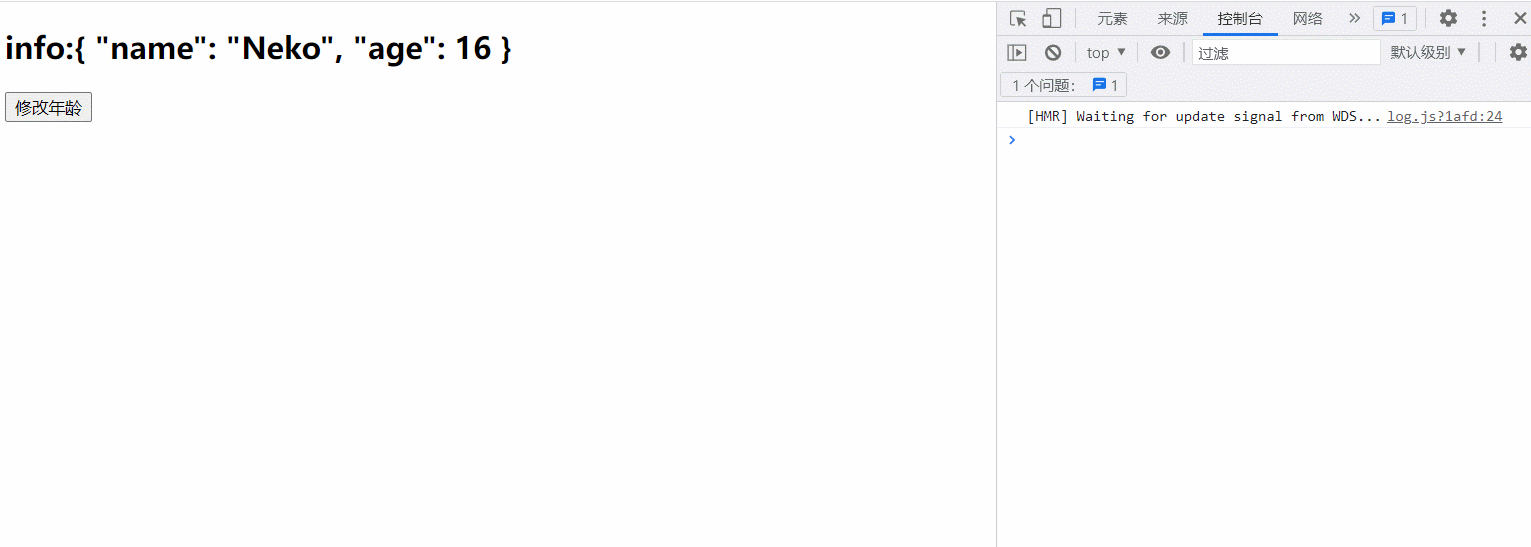 info:{ "name": "Neko", "age": 16 }
修改年龄
元素 来源 控制台 网络 » 1
top ▼ 过滤 默认级别 ▼
1 个问题： 1
[HMR] Waiting for update signal from WDS... log.js?1afd:24